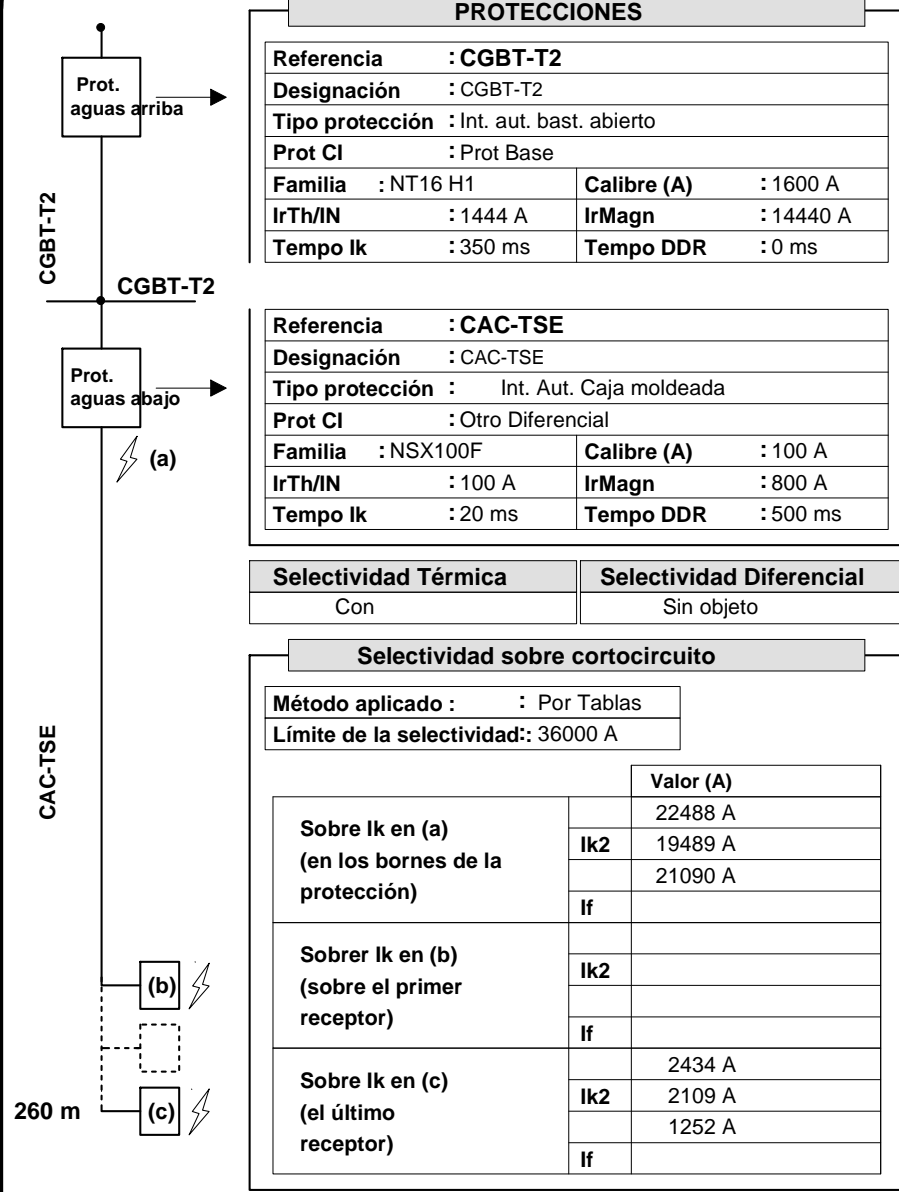 PROTECCIONES
Prot.
aguas arriba
CGBT-T2
CGBT-T2
Referencia : CGBT-T2
Designación : CGBT-T2
Tipo protección : Int. aut. bast. abierto
Prot CI : Prot Base
Familia : NT16 H1 Calibre (A) : 1600 A
IrTh/IN : 1444 A IrMagn : 14440 A
Tempo Ik : 350 ms Tempo DDR : 0 ms
Prot.
aguas abajo
(a)
Referencia : CAC-TSE
Designación : CAC-TSE
Tipo protección : Int. Aut. Caja moldeada
Prot CI : Otro Diferencial
Familia : NSX100F Calibre (A) : 100 A
IrTh/IN : 100 A IrMagn : 800 A
Tempo Ik : 20 ms Tempo DDR : 500 ms
Selectividad Térmica Selectividad Diferencial
Con Sin objeto
Selectividad sobre cortocircuito
Método aplicado : : Por Tablas
Límite de la selectividad:: 36000 A
CAC-TSE
Valor (A)
Sobre Ik en (a)
(en los bornes de la
protección)
22488 A
Ik2 19489 A
21090 A
If
Sobrer Ik en (b)
(sobre el primer
receptor)
Ik2
If
Sobre Ik en (c)
(el último
receptor)
2434 A
Ik2 2109 A
1252 A
If
(b)
260 m (c)